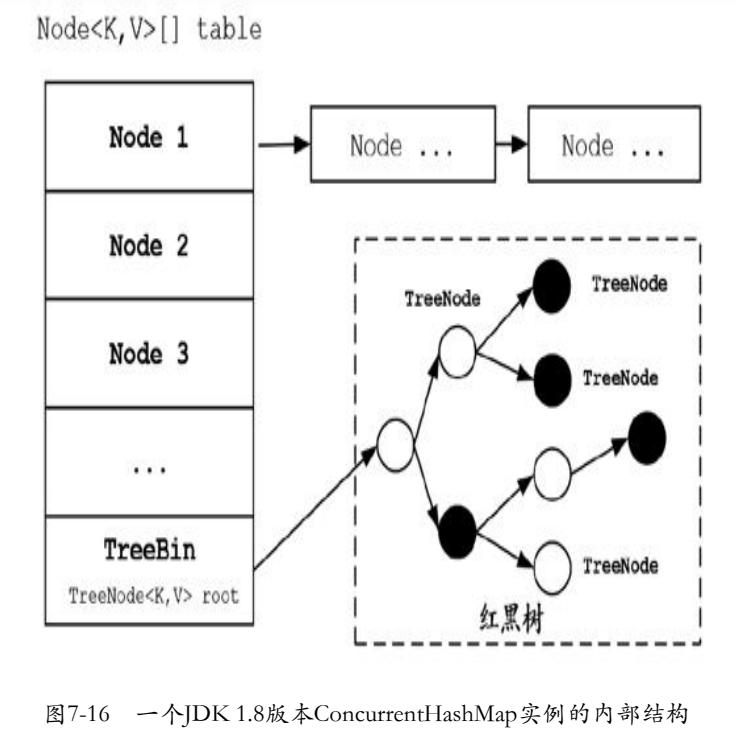 Node<K,V>[] table
Node 1
Node ...
Node ...
Node 2
Node 3
...
TreeBin
TreeNode<K,V> root
TreeNode
TreeNode
TreeNode
TreeNode
红黑树
图7-16 一个JDK 1.8版本ConcurrentHashMap实例的内部结构